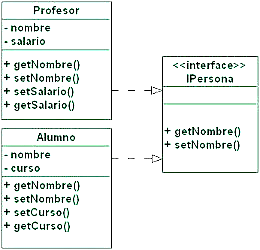 Profesor
- nombre
- salario
+ getNombre()
+ setNombre()
+ setSalario()
+ getSalario()
<<interface>>
IPersona
+ getNombre()
+ setNombre()
Alumno
- nombre
- curso
+ getNombre()
+ setNombre()
+ setCurso()
+ getCurso()